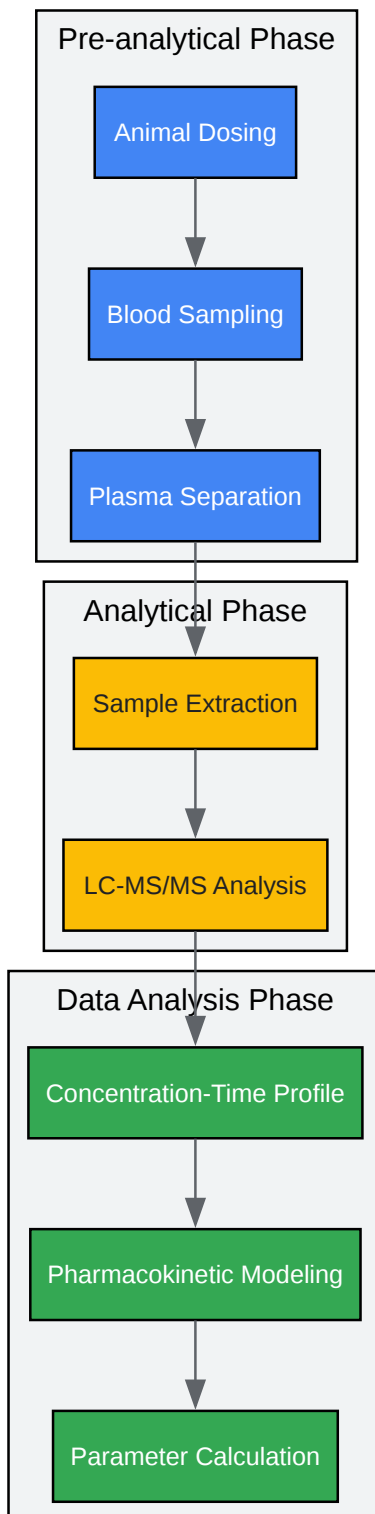 Pre-analytical Phase
Animal Dosing
Blood Sampling
Plasma Separation
Analytical Phase
Sample Extraction
LC-MS/MS Analysis
Data Analysis Phase
Concentration-Time Profile
Pharmacokinetic Modeling
Parameter Calculation